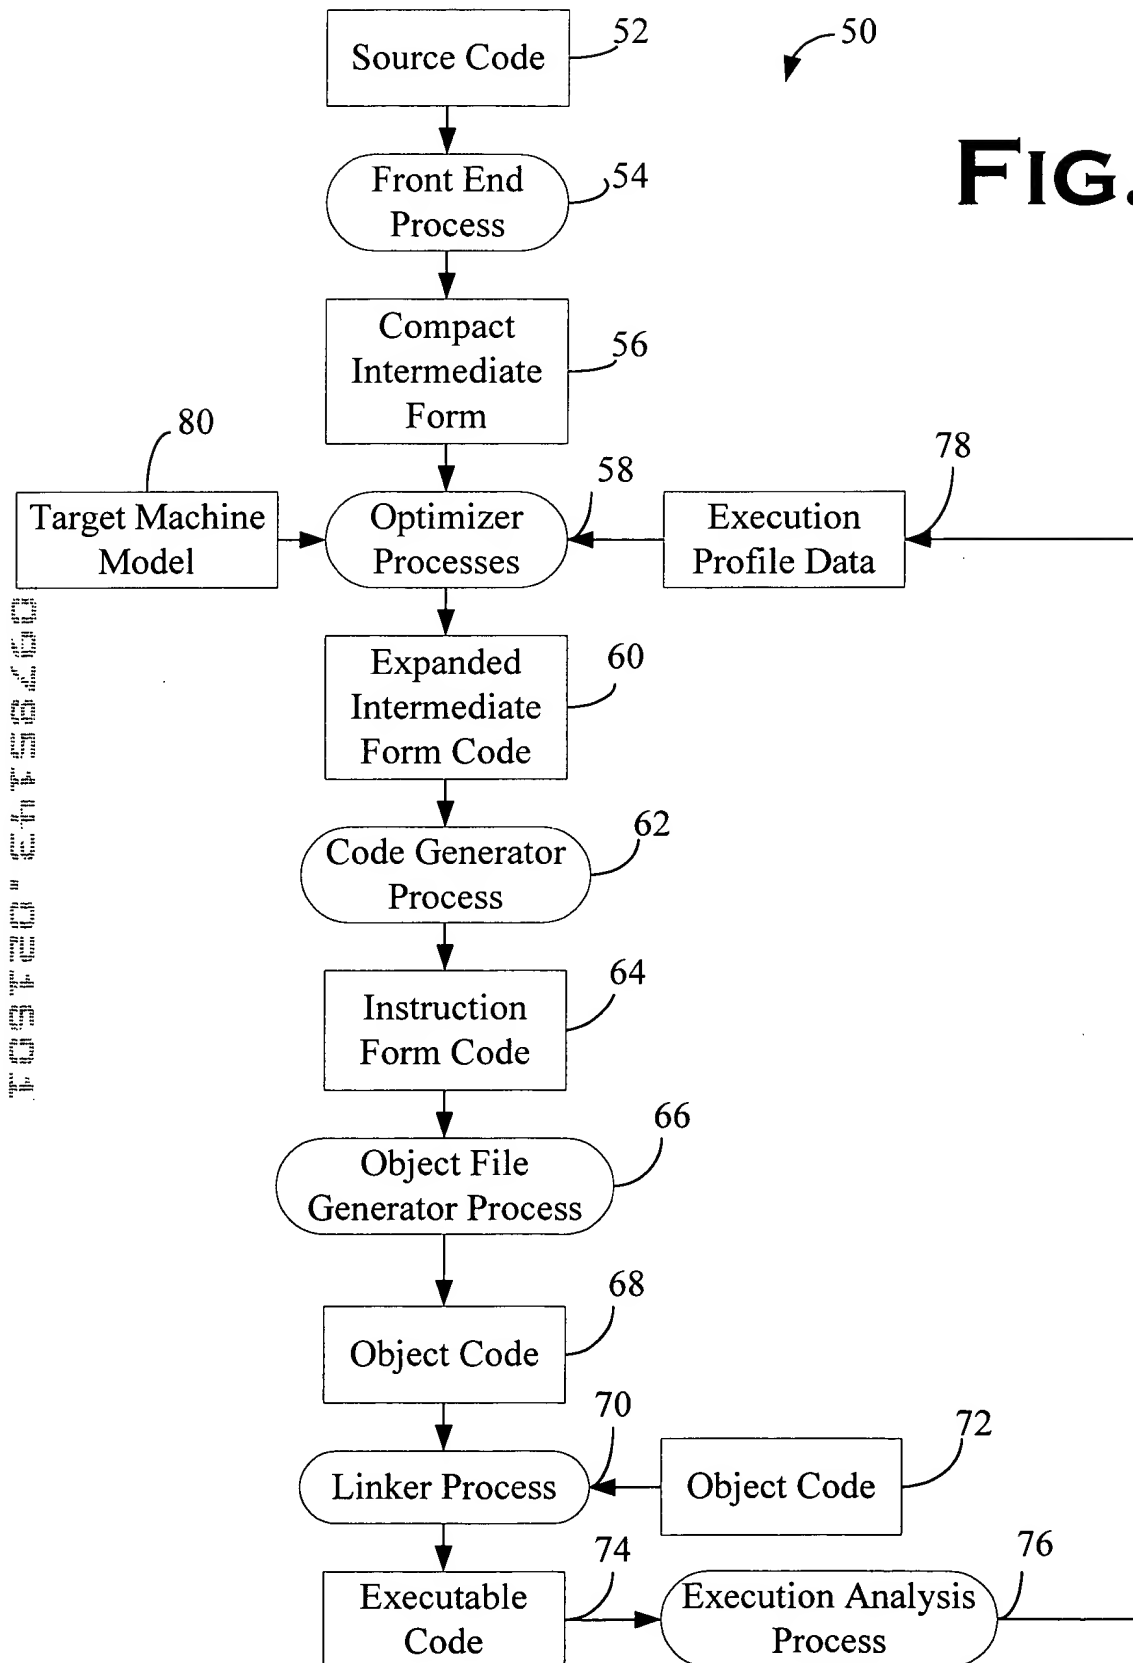 52
Source Code
50
FIG.
Front End
Process
54
Compact
Intermediate
Form
56
80
Target Machine
Model
58
Optimizer
Processes
78
Execution
Profile Data
Expanded
Intermediate
Form Code
60
Code Generator
Process
62
Instruction
Form Code
64
Object File
Generator Process
66
Object Code
68
70
Linker Process
72
Object Code
74
Executable
Code
76
Execution Analysis
Process